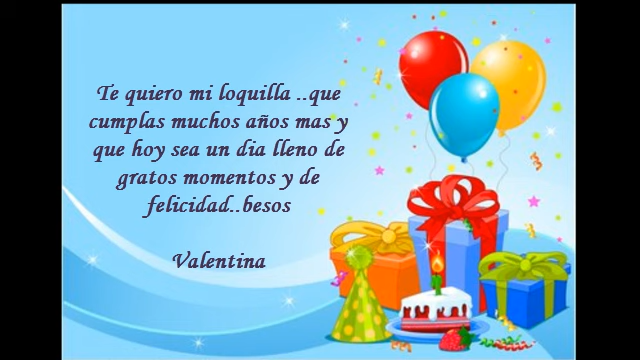 Te quiero mi loquilla ..que
cumplas muchos años mas y
que hoy sea un dia lleno de
gratos momentos y de
felicidad..besos
Valentina